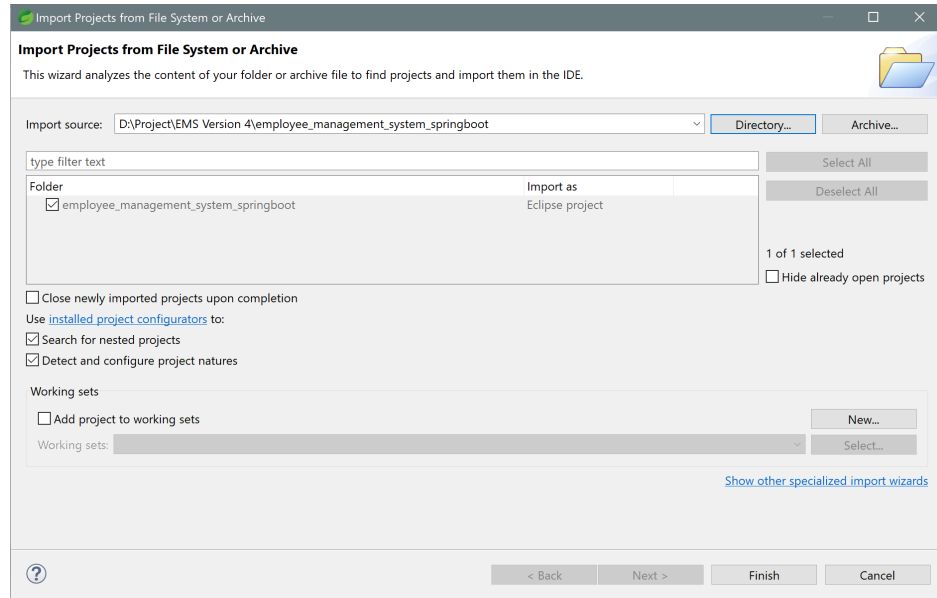 Import Projects from File System or Archive
Import Projects from File System or Archive
This wizard analyzes the content of your folder or archive file to find projects and import them in the IDE.
Import source: D:\Project\EMS Version 4\employee_management_system_springboot Directory... Archive...
type filter text Select All
Folder Import as Deselect All
employee_management_system_springboot Eclipse project
1 of 1 selected
Hide already open projects
Close newly imported projects upon completion
Use installed project configurators to:
Search for nested projects
Detect and configure project natures
Working sets
Add project to working sets New...
Working sets: Select...
Show other specialized import wizards
? < Back Next > Finish Cancel